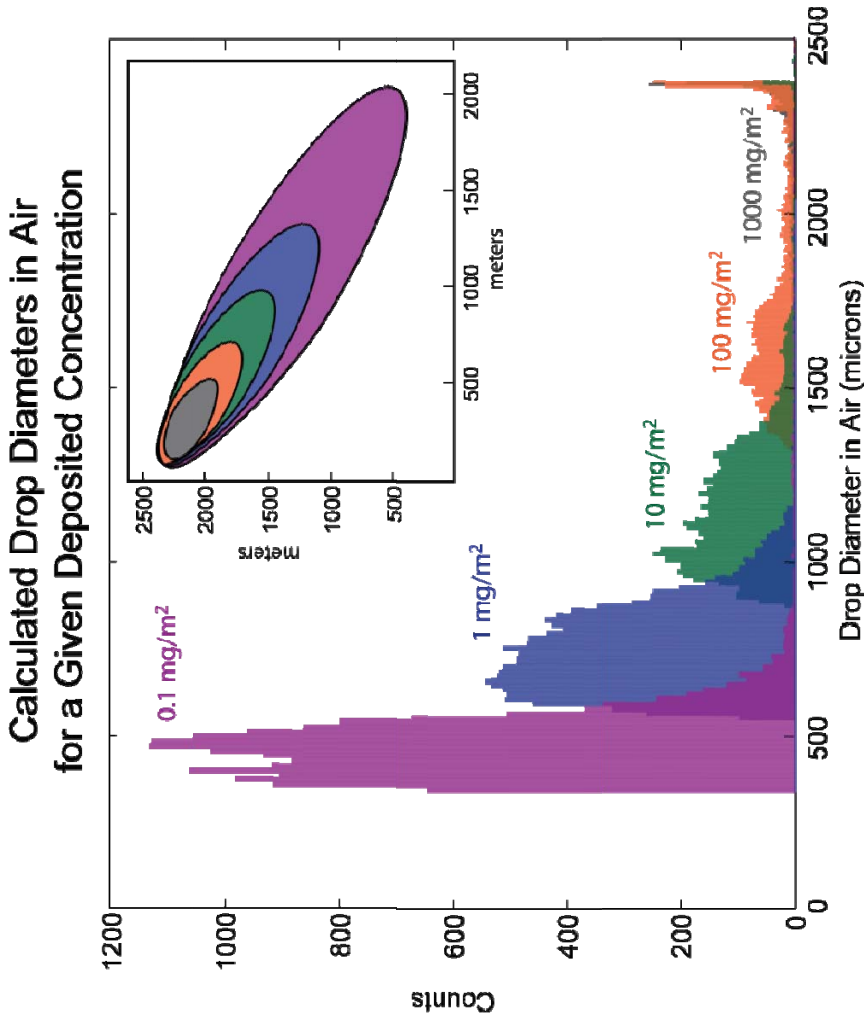 Calculated Drop Diameters in Air
for a Given Deposited Concentration
1200
1000
800
600
400
200
0
Counts
0
500
1000
1500
2000
2500
Drop Diameter in Air (microns)
0.1 mg/m²
1 mg/m²
10 mg/m²
100 mg/m²
1000 mg/m²
2500
2000
1500
1000
500
meters
500
1000
1500
2000
meters